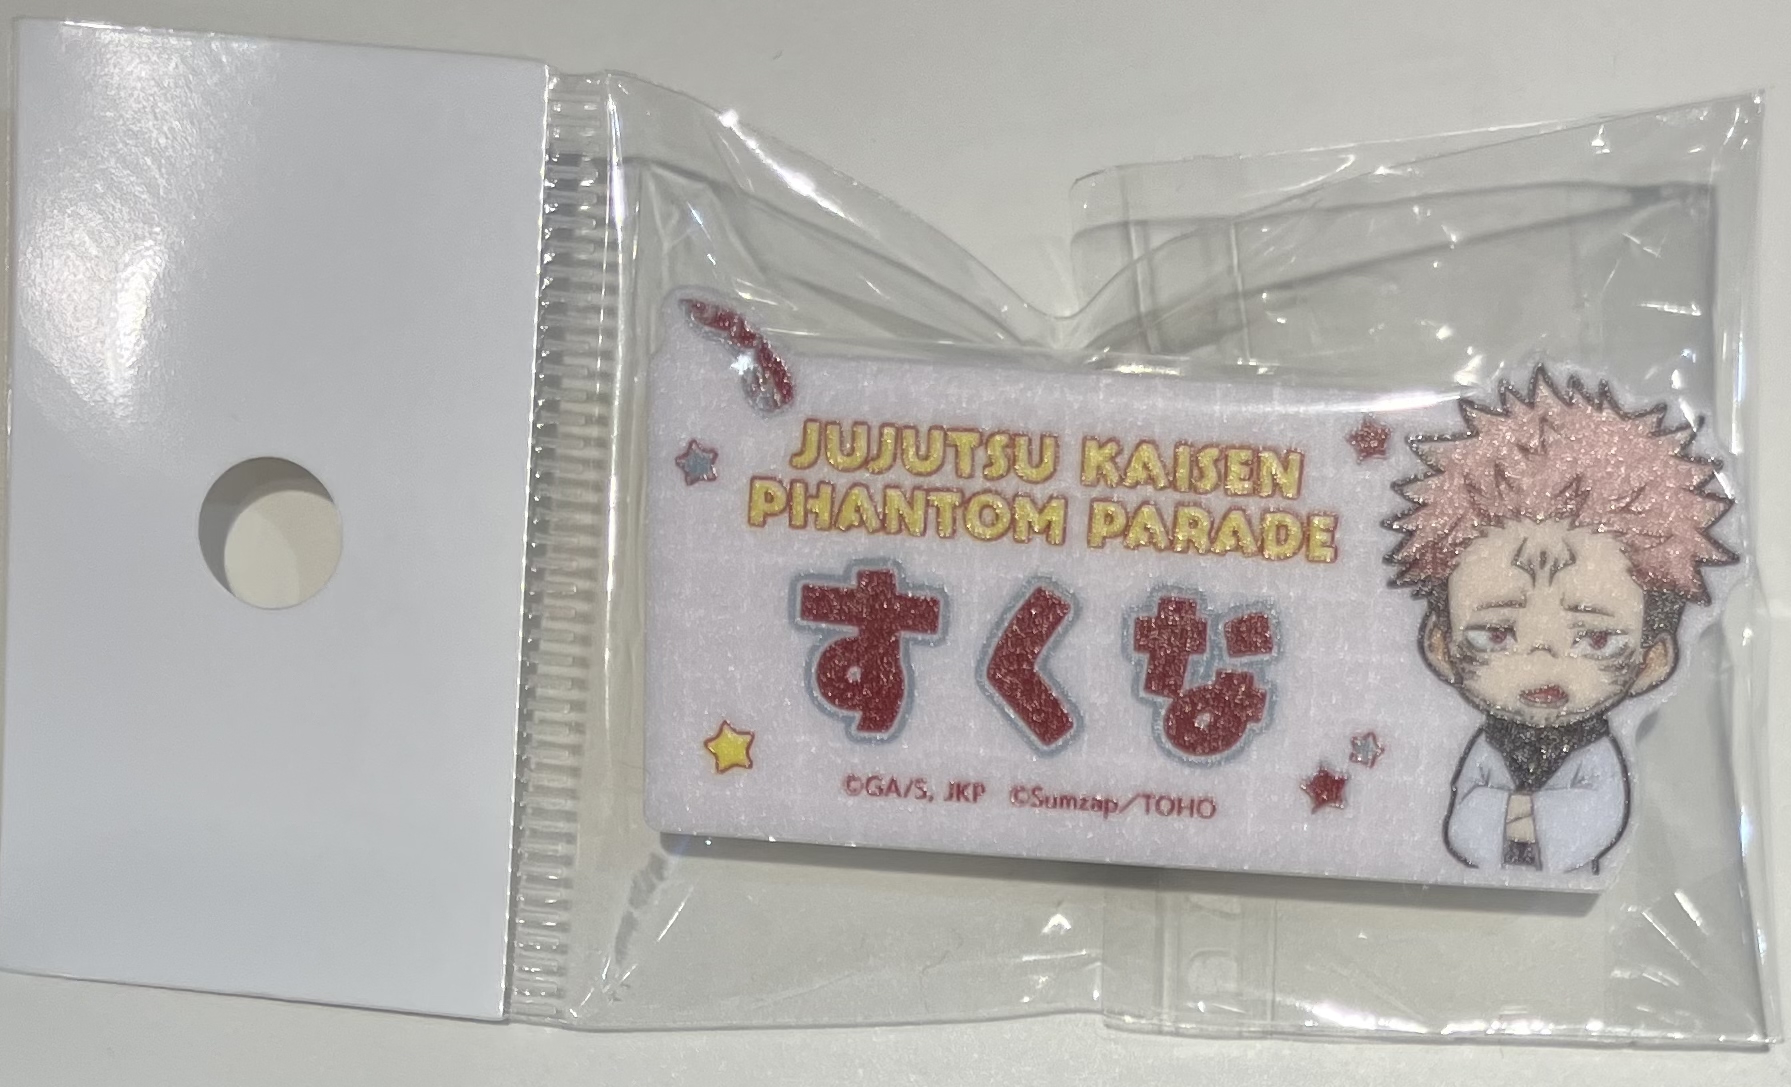 JUJUTSU KAISEN
PHANTOM PARADE
すくな
©GA/S, JKP ©Sumzap/TOHO